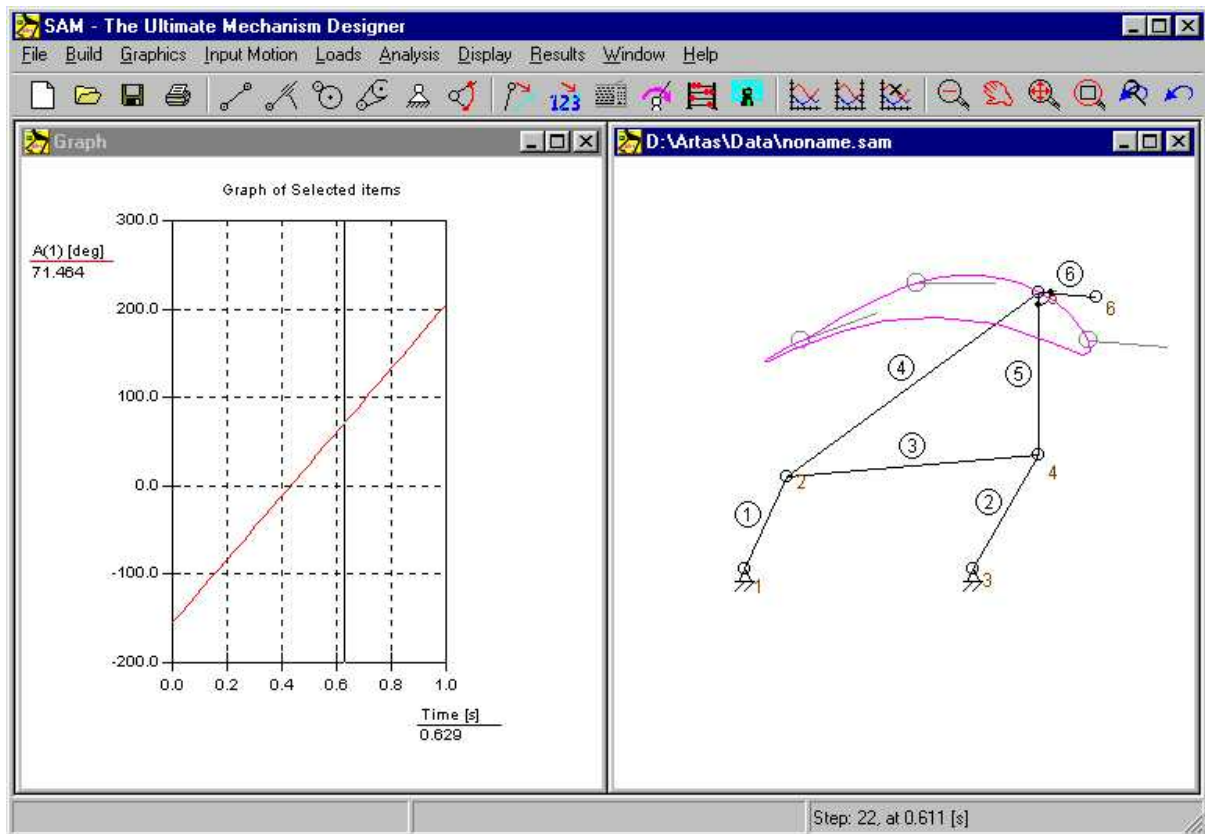 SAM - The Ultimate Mechanism Designer
File Build Graphics Input Motion Loads Analysis Display Results Window Help
123
Graph
Graph of Selected items
A(1) [deg]
71.464
300.0
200.0
100.0
0.0
-100.0
-200.0
0.0 0.2 0.4 0.6 0.8 1.0
Time [s]
0.629
D:\Artas\Data\noname.sam
6
6
4
5
3
2
4
1
2
1
3
Step: 22, at 0.611 [s]